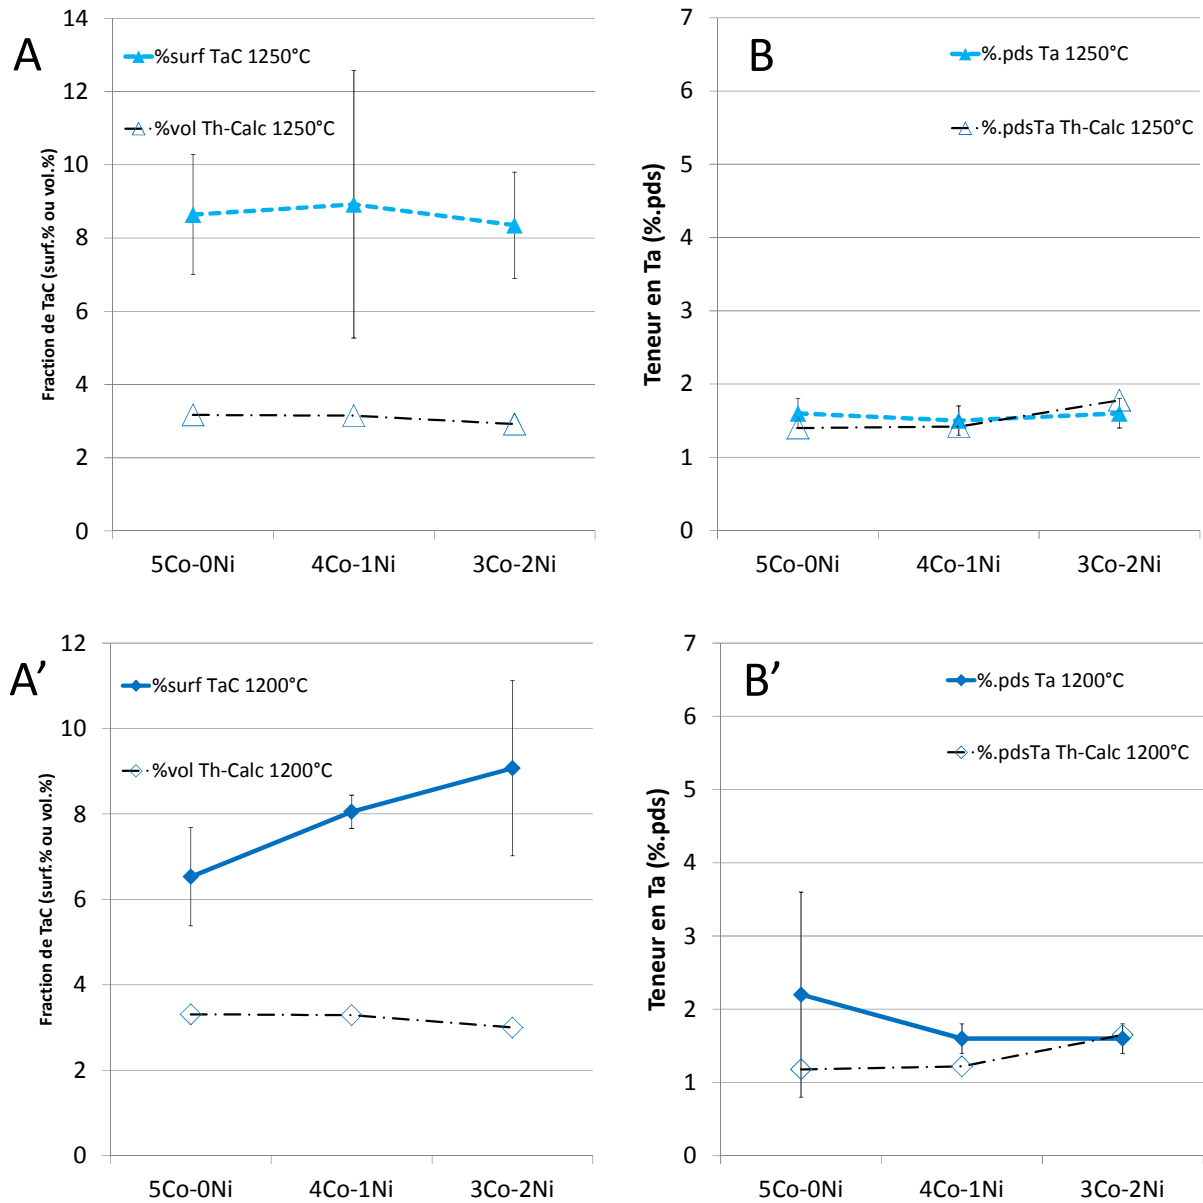 A
%surf TaC 1250°C
%vol Th-Calc 1250°C
Fraction de TaC (surf.% ou vol.%)
14
12
10
8
6
4
2
0
5Co-0Ni
4Co-1Ni
3Co-2Ni
B
%.pds Ta 1250°C
%.pdsTa Th-Calc 1250°C
Teneur en Ta (%.pds)
7
6
5
4
3
2
1
0
5Co-0Ni
4Co-1Ni
3Co-2Ni
A’
%surf TaC 1200°C
%vol Th-Calc 1200°C
Fraction de TaC (surf.% ou vol.%)
12
10
8
6
4
2
0
5Co-0Ni
4Co-1Ni
3Co-2Ni
B’
%.pds Ta 1200°C
%.pdsTa Th-Calc 1200°C
Teneur en Ta (%.pds)
7
6
5
4
3
2
1
0
5Co-0Ni
4Co-1Ni
3Co-2Ni